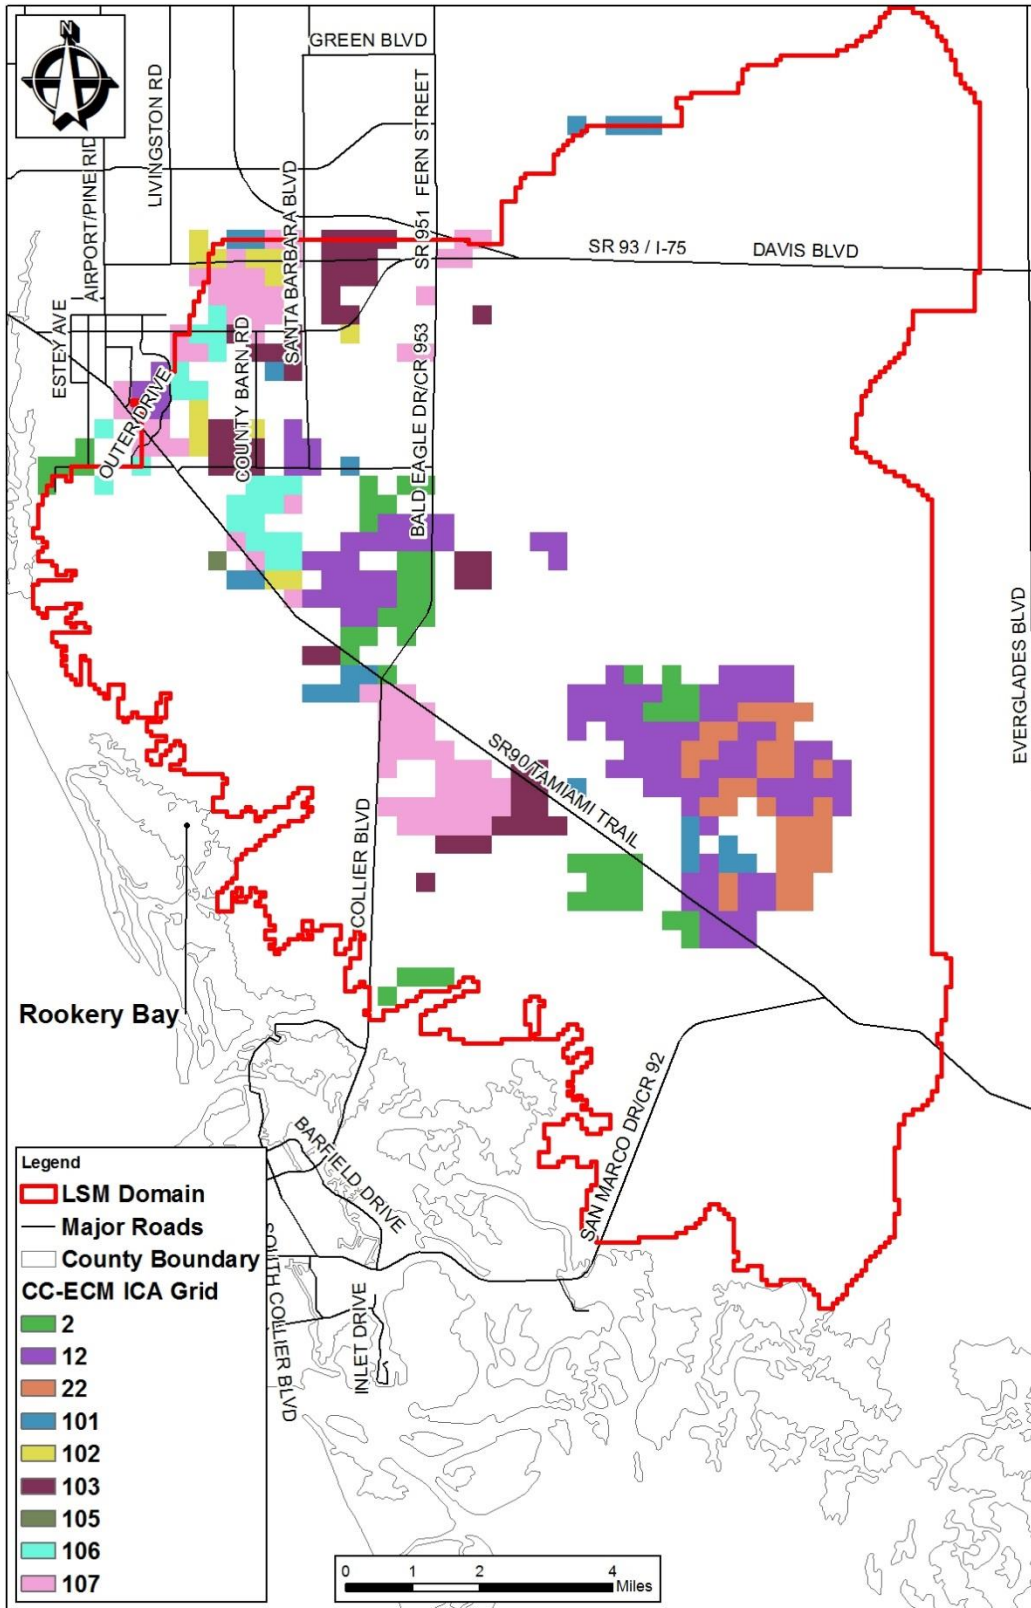 N
GREEN BLVD
LIVINGSTON RD
AIRPORT/PINE RID
SANTA BARBARA BLVD
SR 951 FERN STREET
SR 93 / I-75
DAVIS BLVD
ESTEY AVE
OUTER DRIVE
COUNTY BARN RD
BALD EAGLE DR/CR 953
EVERGLADES BLVD
SR90/TAMIAMI TRAIL
COLLIER BLVD
Rookery Bay
SAN MARCO DR/CR 92
BARFIELD DRIVE
SOUTH COLLIER BLVD
INLET DRIVE
Legend
LSM Domain
Major Roads
County Boundary
CC-ECM ICA Grid
2
12
22
101
102
103
105
106
107
0 1 2 4
Miles